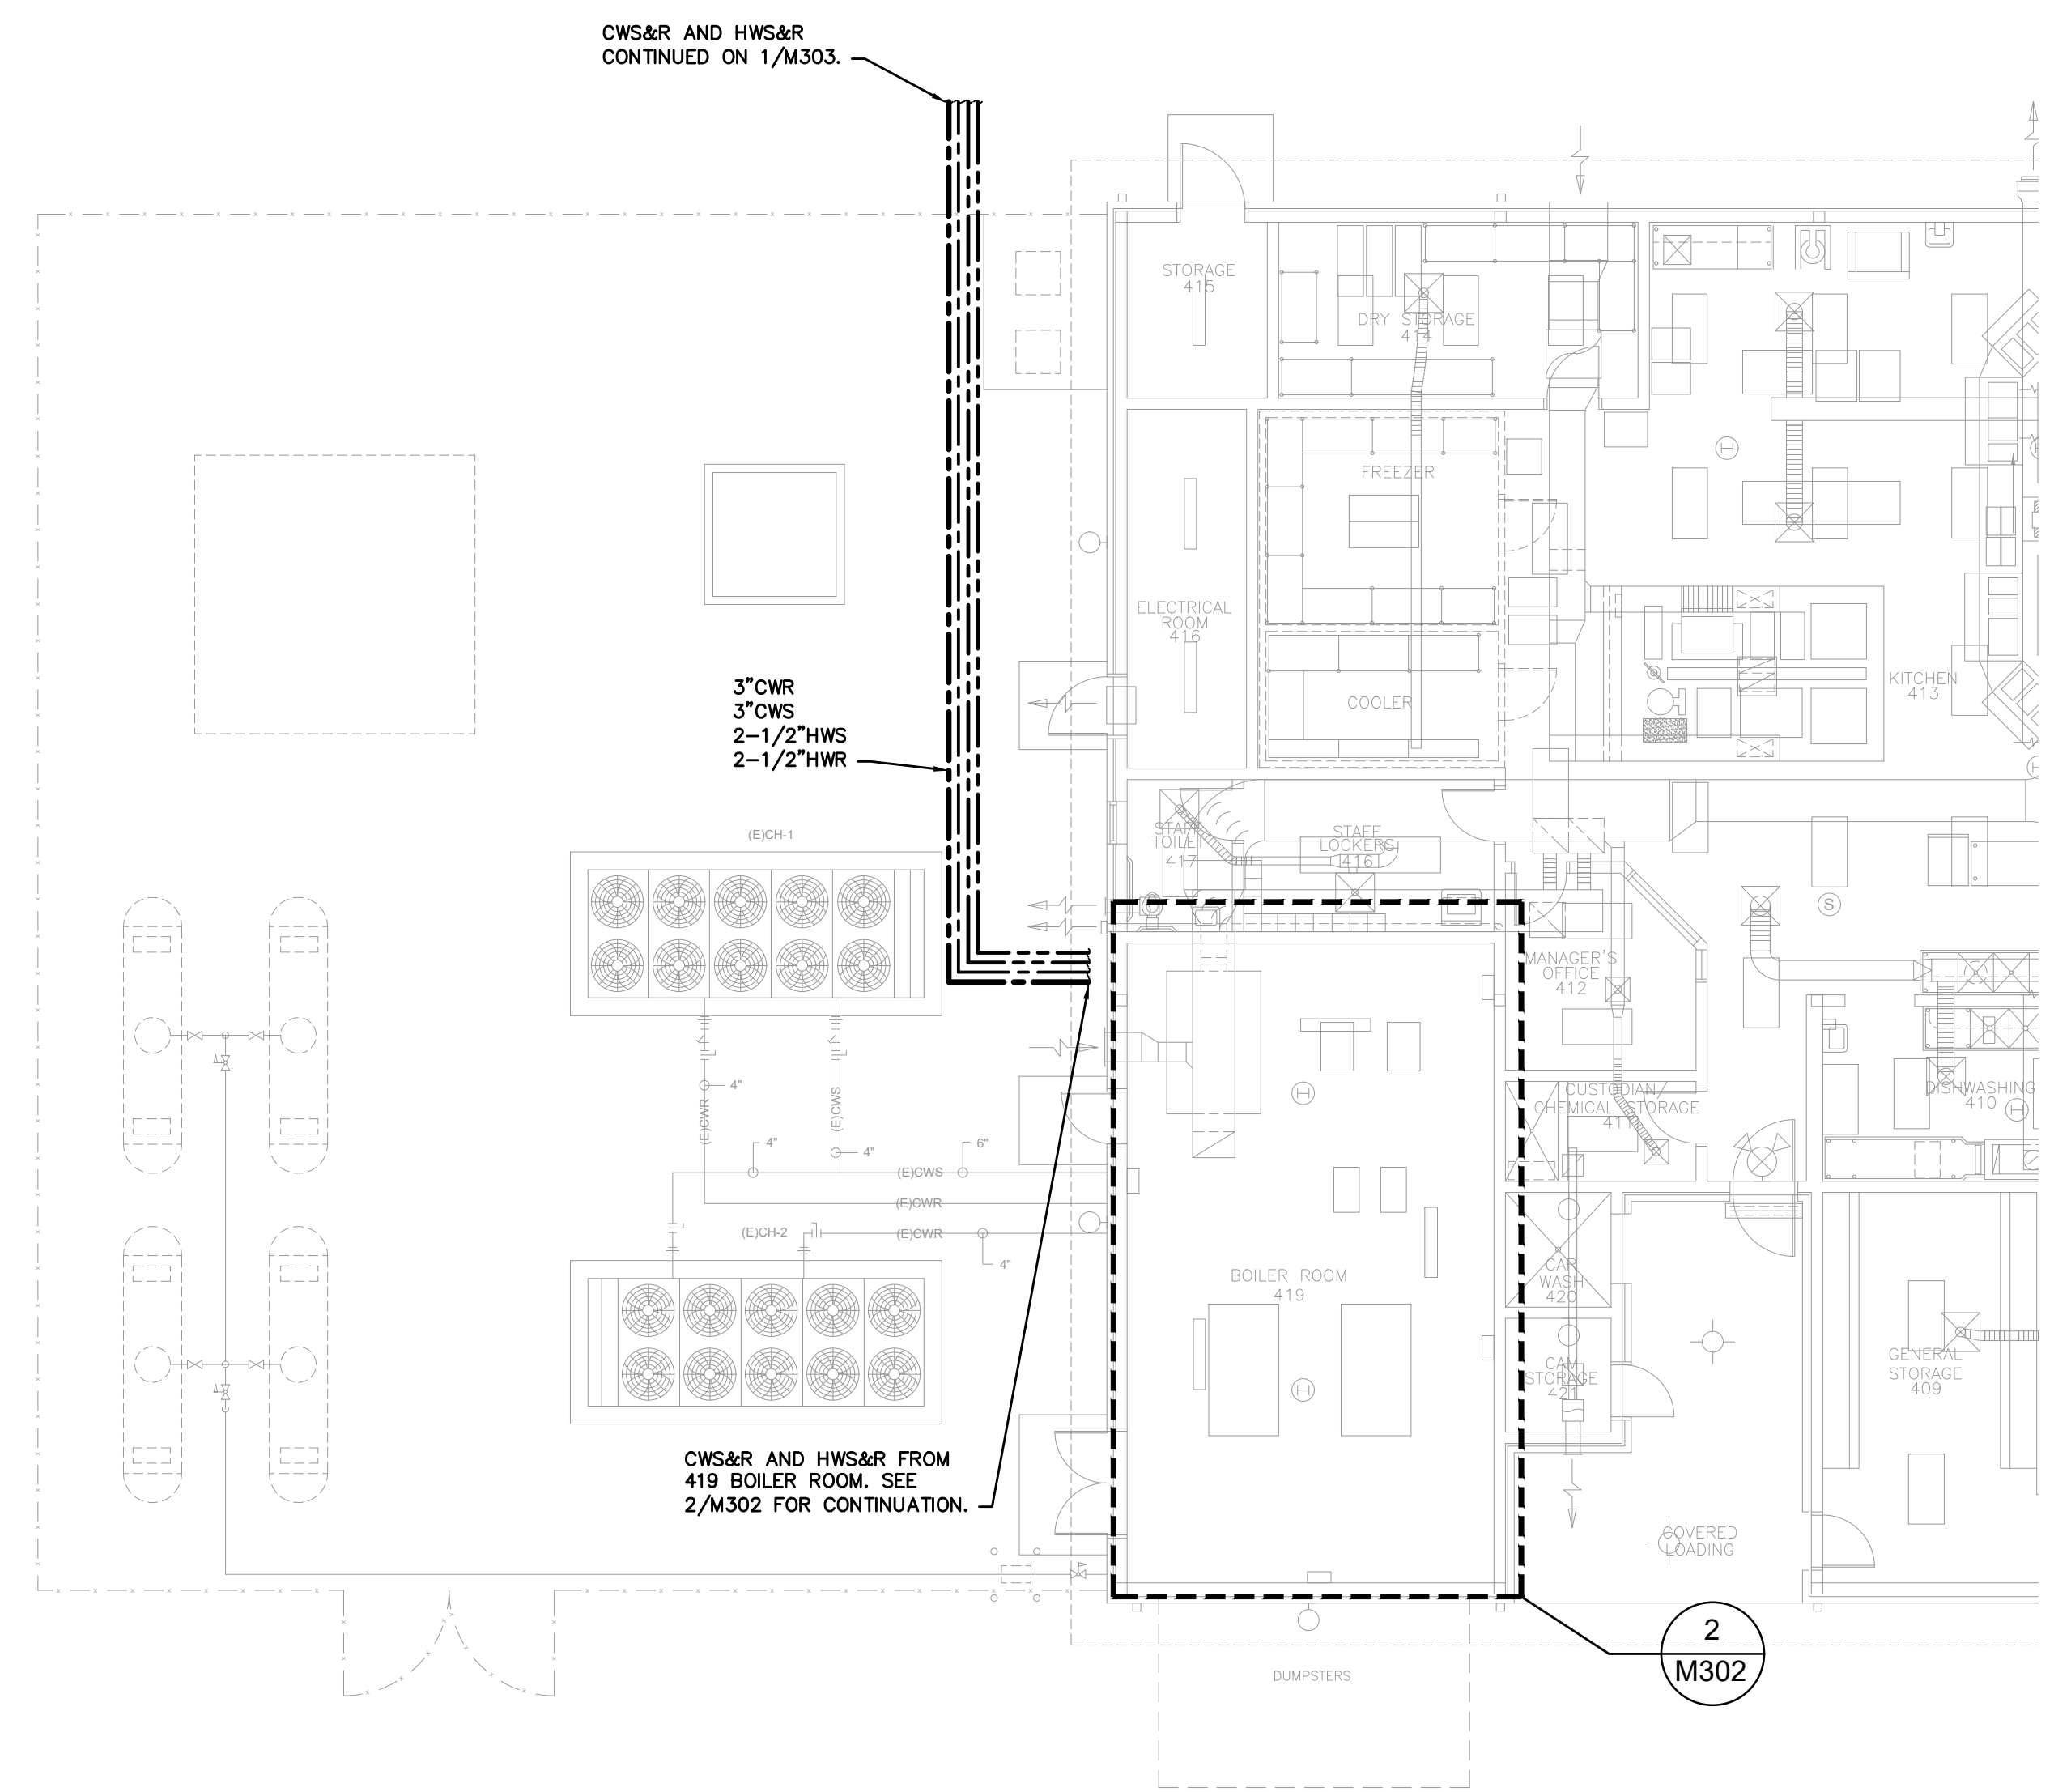 CWS&R AND HWS&R
CONTINUED ON 1/M303.
STORAGE
415
DRY STORAGE
414
FREEZER
ELECTRICAL
ROOM
416
COOLER
KITCHEN
413
3"CWR
3"CWS
2-1/2"HWS
2-1/2"HWR
(E)CH-1
STAFF
TOILET
417
STAFF
LOCKERS
416
S
MANAGER'S
OFFICE
412
4"
(E)CWR
(E)CWS
4"
4"
6"
CUSTODIAN/
CHEMICAL STORAGE
411
DISHWASHING
410
(E)CWS
(E)CWR
(E)CH-2
(E)CWR
4"
BOILER ROOM
419
CAR
WASH
420
CAM
STORAGE
421
GENERAL
STORAGE
409
CWS&R AND HWS&R FROM
419 BOILER ROOM. SEE
2/M302 FOR CONTINUATION.
COVERED
LOADING
2
M302
DUMPSTERS